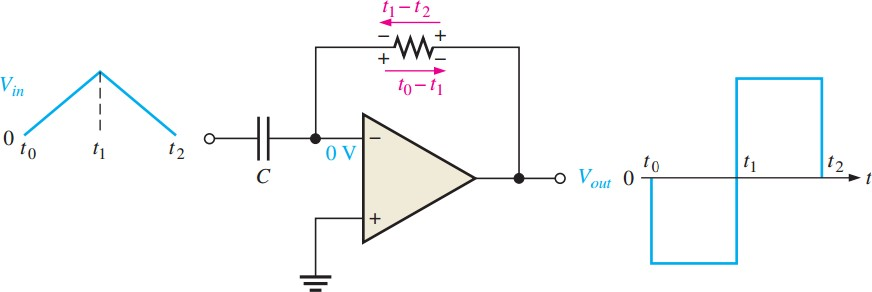 t₁ – t₂
– +
+ –
t₀ – t₁
Vin
0 t₀ t₁ t₂
C
0 V
–
+
Vout
0 t₀ t₁ t₂ t